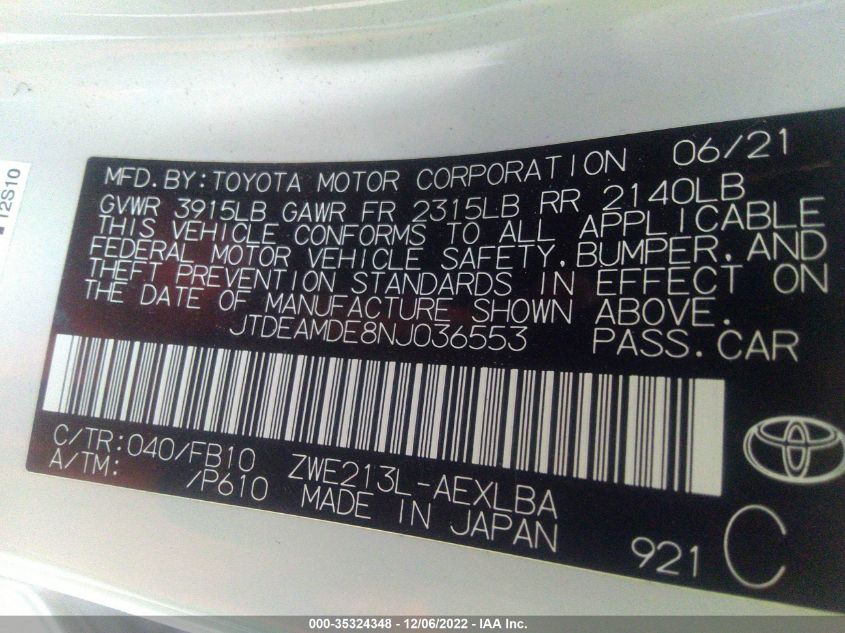 12S10
MFD.BY:TOYOTA MOTOR CORPORATION 06/21
GVWR 3915LB GAWR FR 2315LB RR 2140LB
THIS VEHICLE CONFORMS TO ALL APPLICABLE
FEDERAL MOTOR VEHICLE SAFETY,BUMPER,AND
THEFT PREVENTION STANDARDS IN EFFECT ON
THE DATE OF MANUFACTURE SHOWN ABOVE.
JTDEAMDE8NJ036553 PASS.CAR
C/TR:040/FB10 ZWE213L-AEXLBA
A/TM: /P610 MADE IN JAPAN
921 C
000-35324348 - 12/06/2022 - IAA Inc.